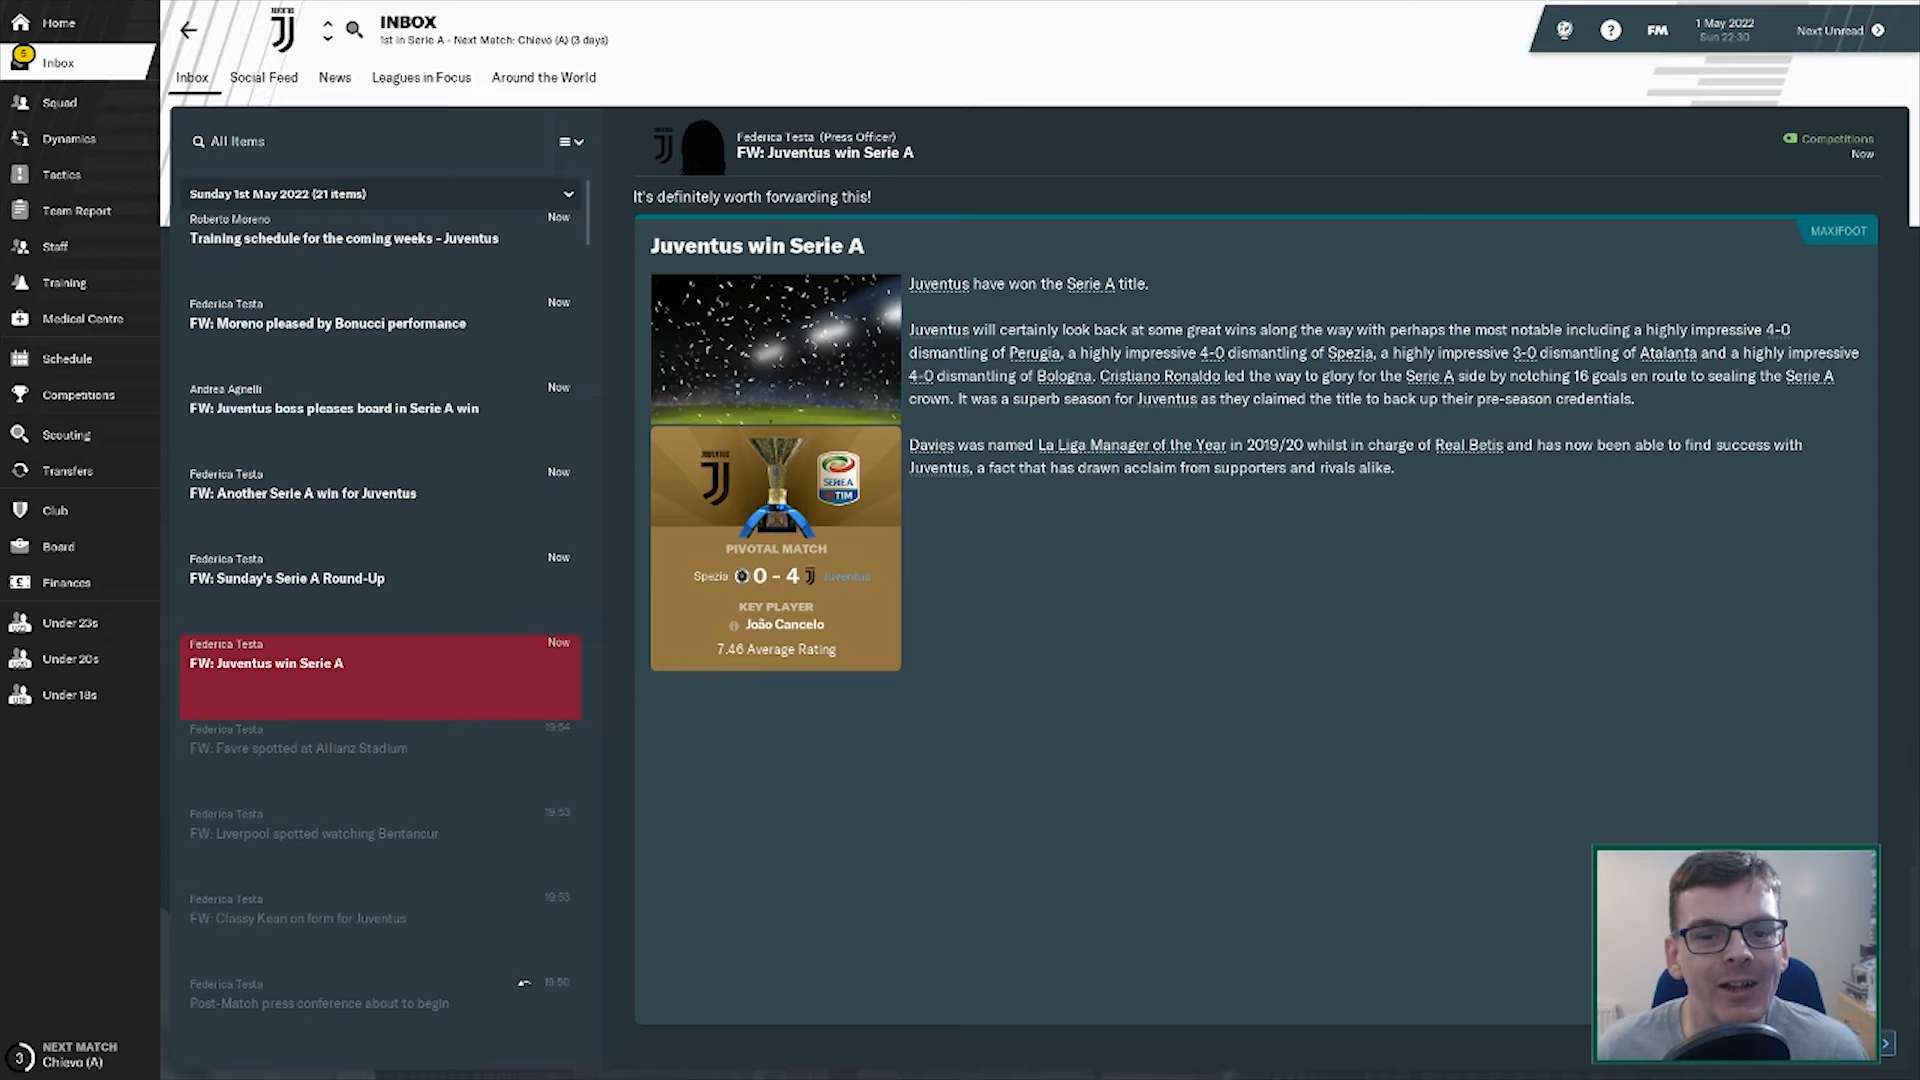 Home
Inbox
5
Squad
Dynamics
Tactics
Team Report
Staff
Training
Medical Centre
Schedule
Competitions
Scouting
Transfers
Club
Board
Finances
Under 23s
Under 20s
Under 18s
3
NEXT MATCH
Chievo (A)
JUVENTUS
INBOX
1st in Serie A - Next Match: Chievo (A) (3 days)
Inbox Social Feed News Leagues in Focus Around the World
? FM
1 May 2022
Sun 22:30
Next Unread
All Items
Sunday 1st May 2022 (21 items)
Roberto Moreno Now
Training schedule for the coming weeks - Juventus
Federica Testa Now
FW: Moreno pleased by Bonucci performance
Andrea Agnelli Now
FW: Juventus boss pleases board in Serie A win
Federica Testa Now
FW: Another Serie A win for Juventus
Federica Testa Now
FW: Sunday's Serie A Round-Up
Federica Testa Now
FW: Juventus win Serie A
Federica Testa 19:54
FW: Favre spotted at Allianz Stadium
Federica Testa 19:53
FW: Liverpool spotted watching Bentancur
Federica Testa 19:53
FW: Classy Kean on form for Juventus
Federica Testa 19:50
Post-Match press conference about to begin
Federica Testa (Press Officer)
FW: Juventus win Serie A
Competitions
Now
It's definitely worth forwarding this!
MAXIFOOT
Juventus win Serie A
Juventus have won the Serie A title.
Juventus will certainly look back at some great wins along the way with perhaps the most notable including a highly impressive 4-0
dismantling of Perugia, a highly impressive 4-0 dismantling of Spezia, a highly impressive 3-0 dismantling of Atalanta and a highly impressive
4-0 dismantling of Bologna. Cristiano Ronaldo led the way to glory for the Serie A side by notching 16 goals en route to sealing the Serie A
crown. It was a superb season for Juventus as they claimed the title to back up their pre-season credentials.
Davies was named La Liga Manager of the Year in 2019/20 whilst in charge of Real Betis and has now been able to find success with
Juventus, a fact that has drawn acclaim from supporters and rivals alike.
JUVENTUS
SERIE A
TIM
PIVOTAL MATCH
Spezia 0 - 4 Juventus
KEY PLAYER
João Cancelo
7.46 Average Rating